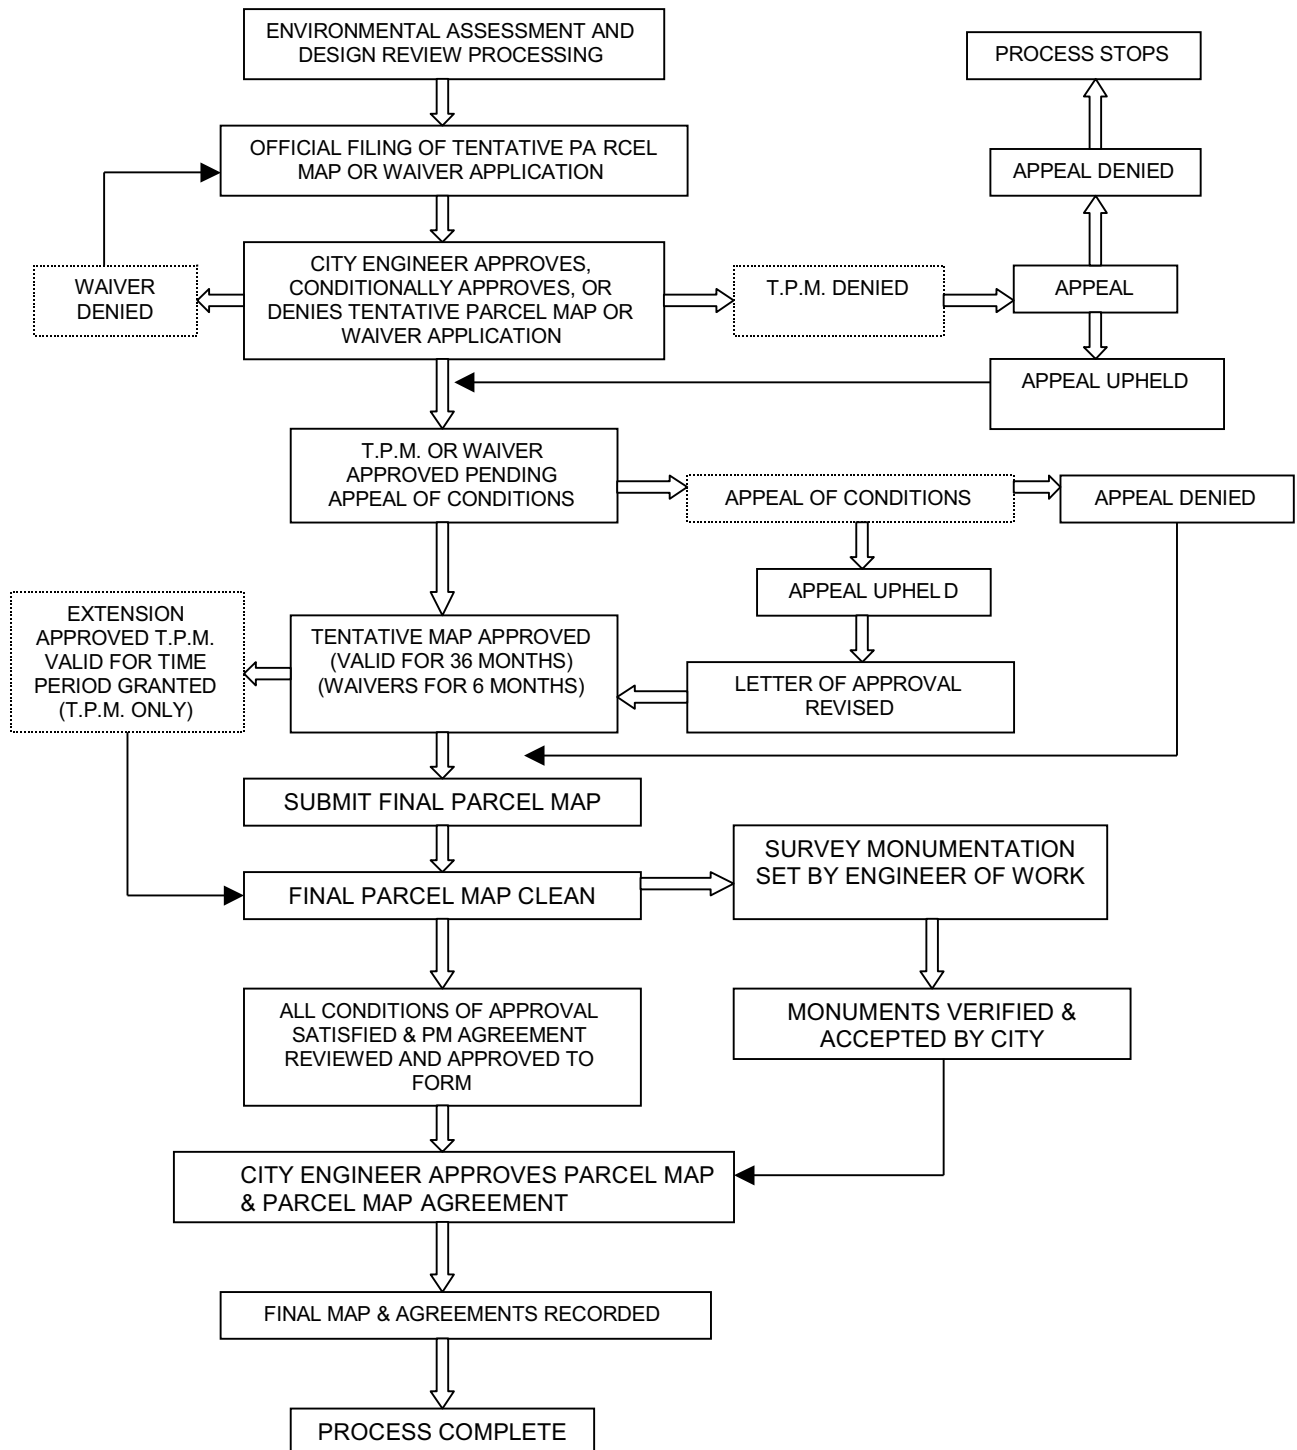 ENVIRONMENTAL ASSESSMENT AND
DESIGN REVIEW PROCESSING
PROCESS STOPS
OFFICIAL FILING OF TENTATIVE PA RCEL
MAP OR WAIVER APPLICATION
APPEAL DENIED
WAIVER
DENIED
CITY ENGINEER APPROVES,
CONDITIONALLY APPROVES, OR
DENIES TENTATIVE PARCEL MAP OR
WAIVER APPLICATION
T.P.M. DENIED
APPEAL
APPEAL UPHELD
T.P.M. OR WAIVER
APPROVED PENDING
APPEAL OF CONDITIONS
APPEAL OF CONDITIONS
APPEAL DENIED
APPEAL UPHEL D
EXTENSION
APPROVED T.P.M.
VALID FOR TIME
PERIOD GRANTED
(T.P.M. ONLY)
TENTATIVE MAP APPROVED
(VALID FOR 36 MONTHS)
(WAIVERS FOR 6 MONTHS)
LETTER OF APPROVAL
REVISED
SUBMIT FINAL PARCEL MAP
FINAL PARCEL MAP CLEAN
SURVEY MONUMENTATION
SET BY ENGINEER OF WORK
ALL CONDITIONS OF APPROVAL
SATISFIED & PM AGREEMENT
REVIEWED AND APPROVED TO
FORM
MONUMENTS VERIFIED &
ACCEPTED BY CITY
CITY ENGINEER APPROVES PARCEL MAP
& PARCEL MAP AGREEMENT
FINAL MAP & AGREEMENTS RECORDED
PROCESS COMPLETE